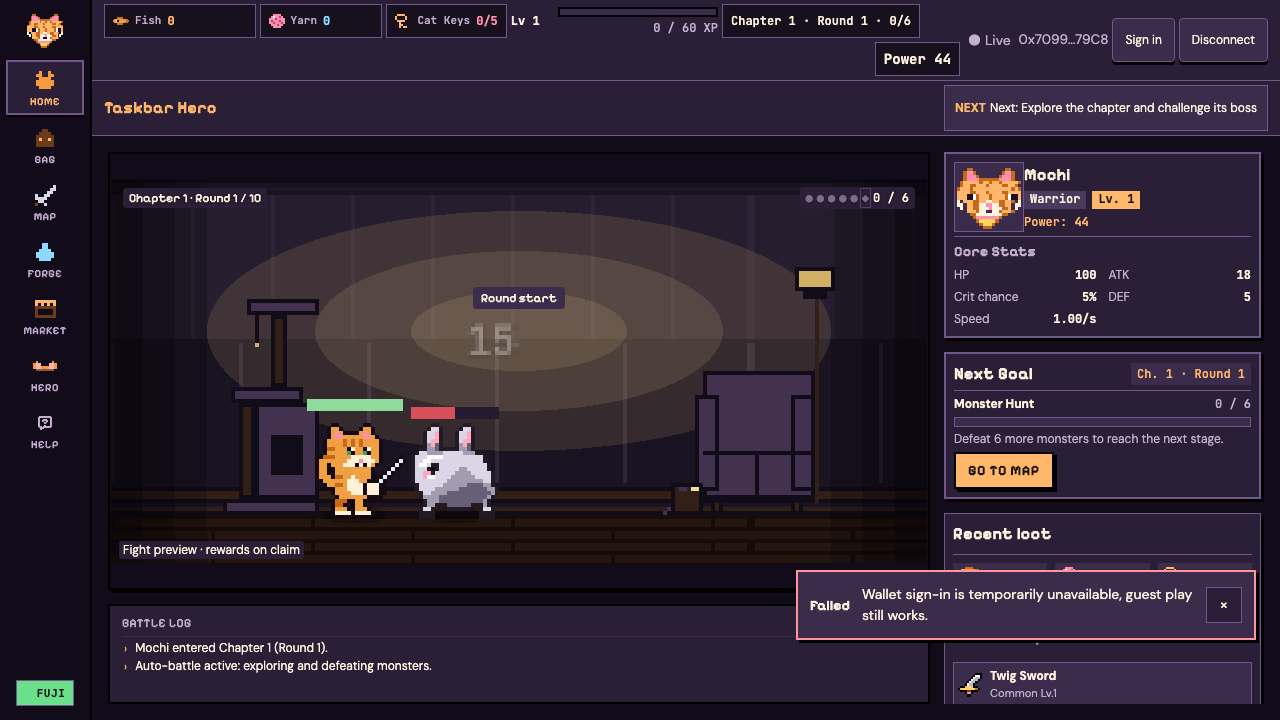 Fish 0
Yarn 0
Cat Keys 0/5
Lv 1
0 / 60 XP
Chapter 1 · Round 1 · 0/6
Power 44
Live
0x7099…79C8
Sign in
Disconnect
HOME
BAG
MAP
FORGE
MARKET
HERO
HELP
FUJI
Taskbar Hero
NEXT Next: Explore the chapter and challenge its boss
Chapter 1 · Round 1 / 10
0 / 6
Round start
15
Fight preview · rewards on claim
BATTLE LOG
› Mochi entered Chapter 1 (Round 1).
› Auto-battle active: exploring and defeating monsters.
Mochi
Warrior
Lv. 1
Power: 44
Core Stats
HP 100 ATK 18
Crit chance 5% DEF 5
Speed 1.00/s
Next Goal
Ch. 1 · Round 1
Monster Hunt 0 / 6
Defeat 6 more monsters to reach the next stage.
GO TO MAP
Recent loot
Failed
Wallet sign-in is temporarily unavailable, guest play
still works.
×
Twig Sword
Common Lv.1